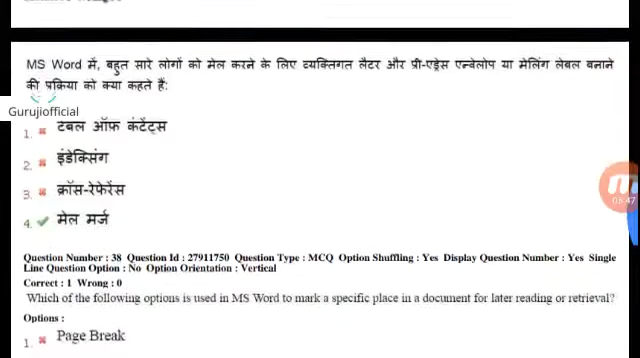 MS Word में, बहुत सारे लोगों को मेल करने के लिए व्यक्तिगत लैटर और प्री-एड्रेस एन्वेलोप या मेलिंग लेबल बनाने
की प्रक्रिया को क्या कहते हैं:
Gurujiofficial
1. टेबल ऑफ़ कंटेंट्स
2. इंडेक्सिंग
3. क्रॉस-रेफेरेंस
4. मेल मर्ज
Question Number : 38 Question Id : 27911750 Question Type : MCQ Option Shuffling : Yes Display Question Number : Yes Single
Line Question Option : No Option Orientation : Vertical
Correct : 1 Wrong : 0
Which of the following options is used in MS Word to mark a specific place in a document for later reading or retrieval?
Options :
1. Page Break
03:47